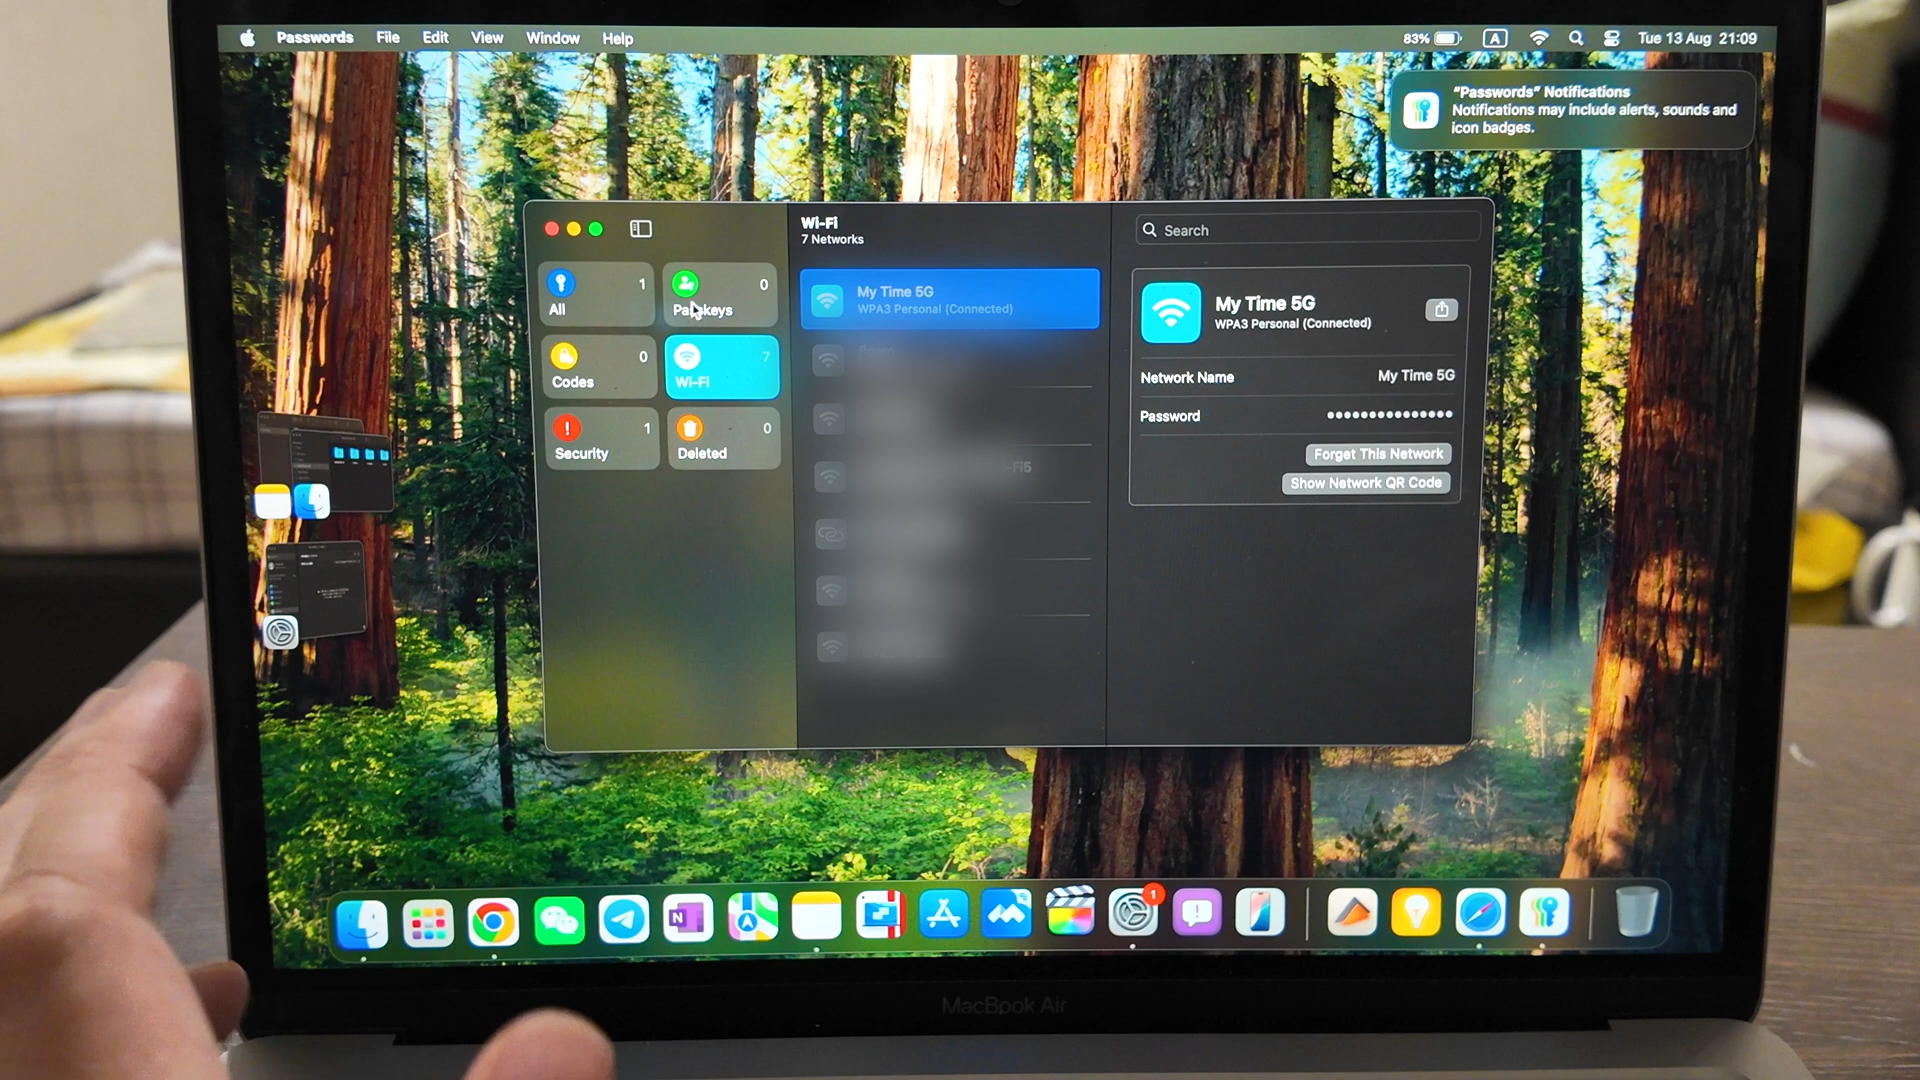 Passwords File Edit View Window Help
83% A Tue 13 Aug 21:09
"Passwords" Notifications
Notifications may include alerts, sounds and
icon badges.
Wi-Fi
7 Networks
Search
All 1
Passkeys 0
Codes 0
Wi-Fi 7
Security 1
Deleted 0
My Time 5G
WPA3 Personal (Connected)
-Fi5
My Time 5G
WPA3 Personal (Connected)
Network Name My Time 5G
Password •••••••••••••••
Forget This Network
Show Network QR Code
N
1
T
MacBook Air